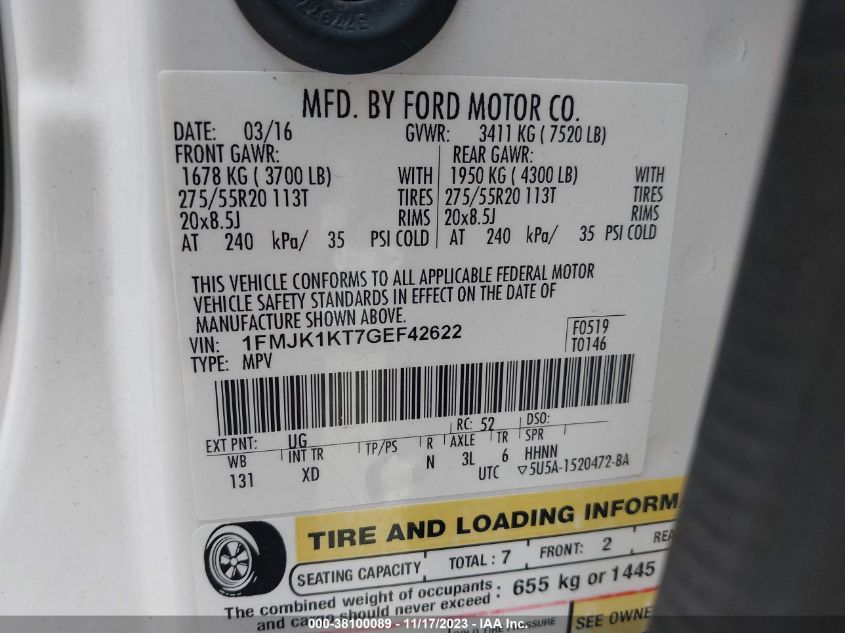 MFD. BY FORD MOTOR CO.
DATE: 03/16 GVWR: 3411 KG ( 7520 LB)
FRONT GAWR: REAR GAWR:
1678 KG ( 3700 LB) WITH 1950 KG ( 4300 LB) WITH
275/55R20 113T TIRES 275/55R20 113T TIRES
20x8.5J RIMS 20x8.5J RIMS
AT 240 kPa/ 35 PSI COLD AT 240 kPa/ 35 PSI COLD
THIS VEHICLE CONFORMS TO ALL APPLICABLE FEDERAL MOTOR
VEHICLE SAFETY STANDARDS IN EFFECT ON THE DATE OF
MANUFACTURE SHOWN ABOVE.
VIN: 1FMJK1KT7GEF42622 F0519
TYPE: MPV T0146
EXT PNT: UG RC: 52 DSO:
WB INT TR TP/PS R AXLE TR SPR
131 XD N 3L 6 HHNN
UTC ▽5U5A-1520472-BA
TIRE AND LOADING INFORM
SEATING CAPACITY TOTAL : 7 FRONT: 2 REA
The combined weight of occupants : 655 kg or 1445
and cargo should never exceed :
SEE OWNE
000-38100089 - 11/17/2023 - IAA Inc.